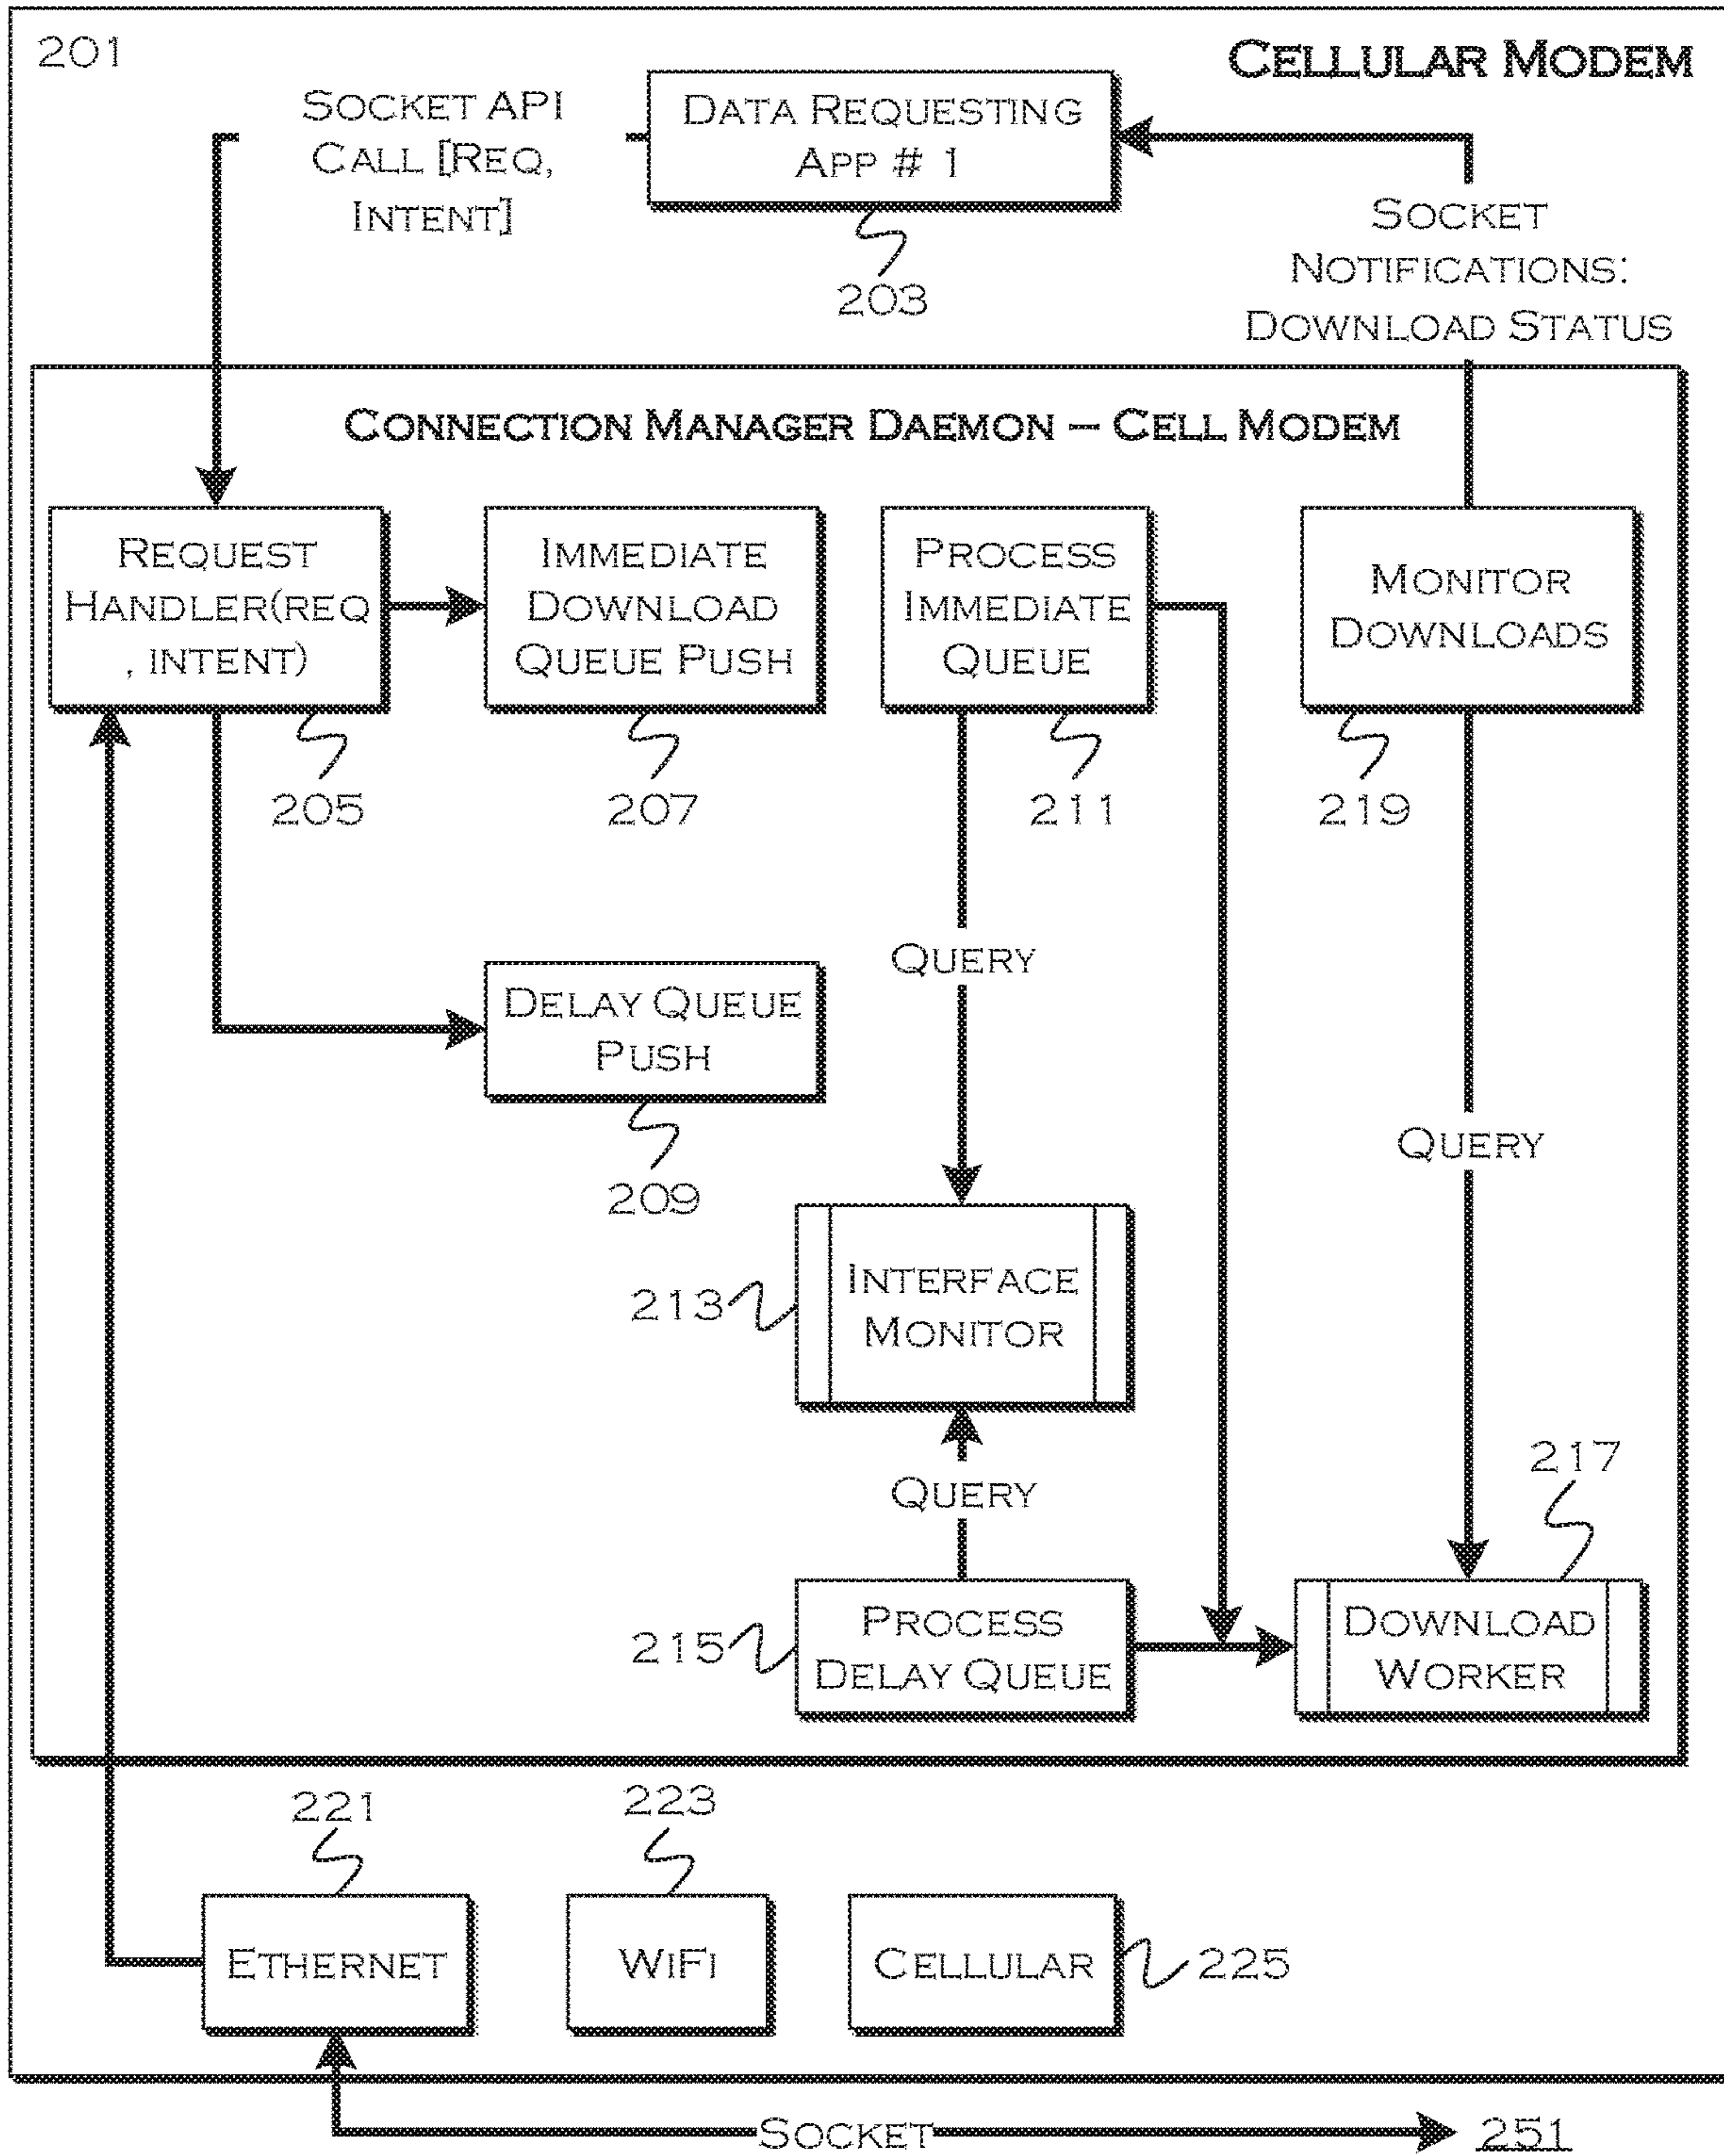 201
CELLULAR MODEM
SOCKET API
CALL [REQ,
INTENT]
DATA REQUESTING
APP # 1
203
SOCKET
NOTIFICATIONS:
DOWNLOAD STATUS
CONNECTION MANAGER DAEMON – CELL MODEM
REQUEST
HANDLER(REQ
, INTENT)
IMMEDIATE
DOWNLOAD
QUEUE PUSH
PROCESS
IMMEDIATE
QUEUE
MONITOR
DOWNLOADS
205
207
211
219
QUERY
DELAY QUEUE
PUSH
209
QUERY
213
INTERFACE
MONITOR
QUERY
217
215
PROCESS
DELAY QUEUE
DOWNLOAD
WORKER
221
223
ETHERNET
WIFI
CELLULAR
225
SOCKET
251